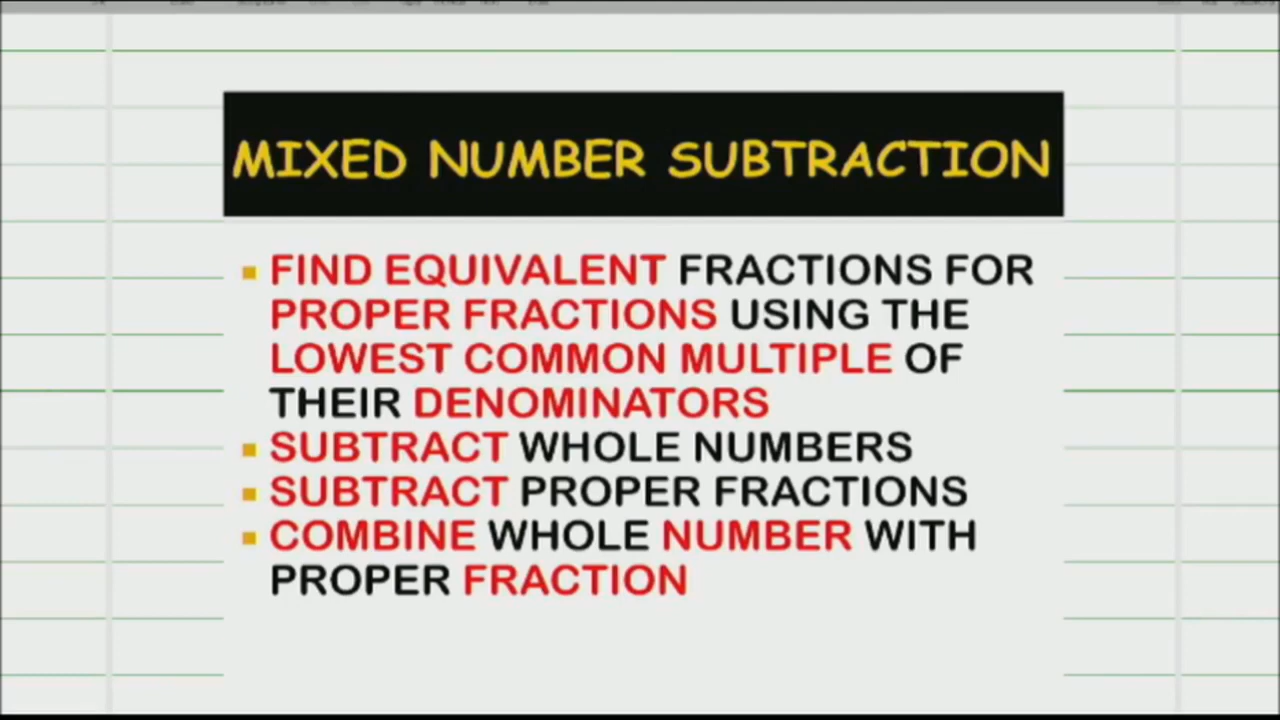 MIXED NUMBER SUBTRACTION
FIND EQUIVALENT FRACTIONS FOR
PROPER FRACTIONS USING THE
LOWEST COMMON MULTIPLE OF
THEIR DENOMINATORS
SUBTRACT WHOLE NUMBERS
SUBTRACT PROPER FRACTIONS
COMBINE WHOLE NUMBER WITH
PROPER FRACTION